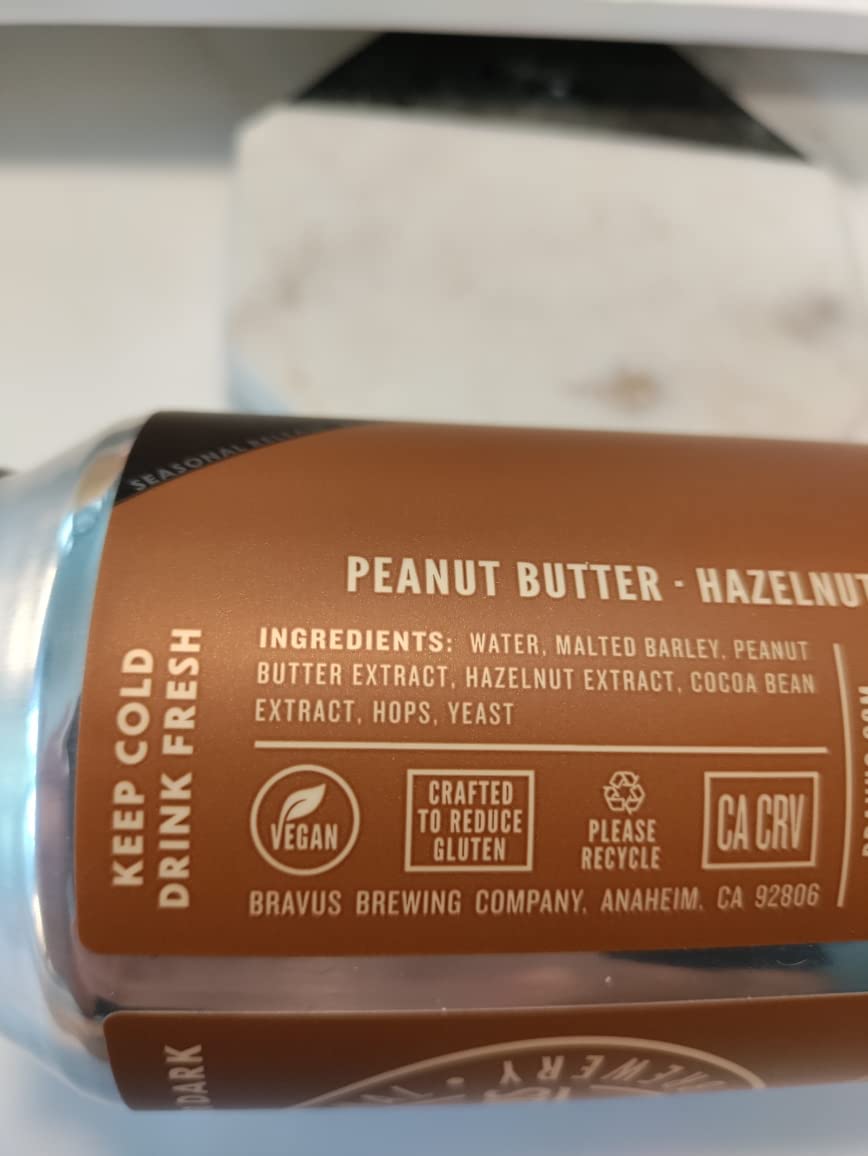 SEASONAL
PEANUT BUTTER · HAZELNUT
INGREDIENTS: WATER, MALTED BARLEY, PEANUT
BUTTER EXTRACT, HAZELNUT EXTRACT, COCOA BEAN
EXTRACT, HOPS, YEAST
KEEP COLD
DRINK FRESH
VEGAN
CRAFTED
TO REDUCE
GLUTEN
PLEASE
RECYCLE
CA CRV
BRAVUS BREWING COMPANY, ANAHEIM, CA 92806
DARK